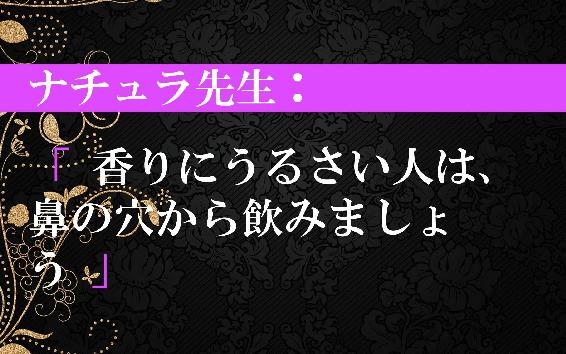 ナチュラ先生：
「 香りにうるさい人は、
鼻の穴から飲みましょ
う 」